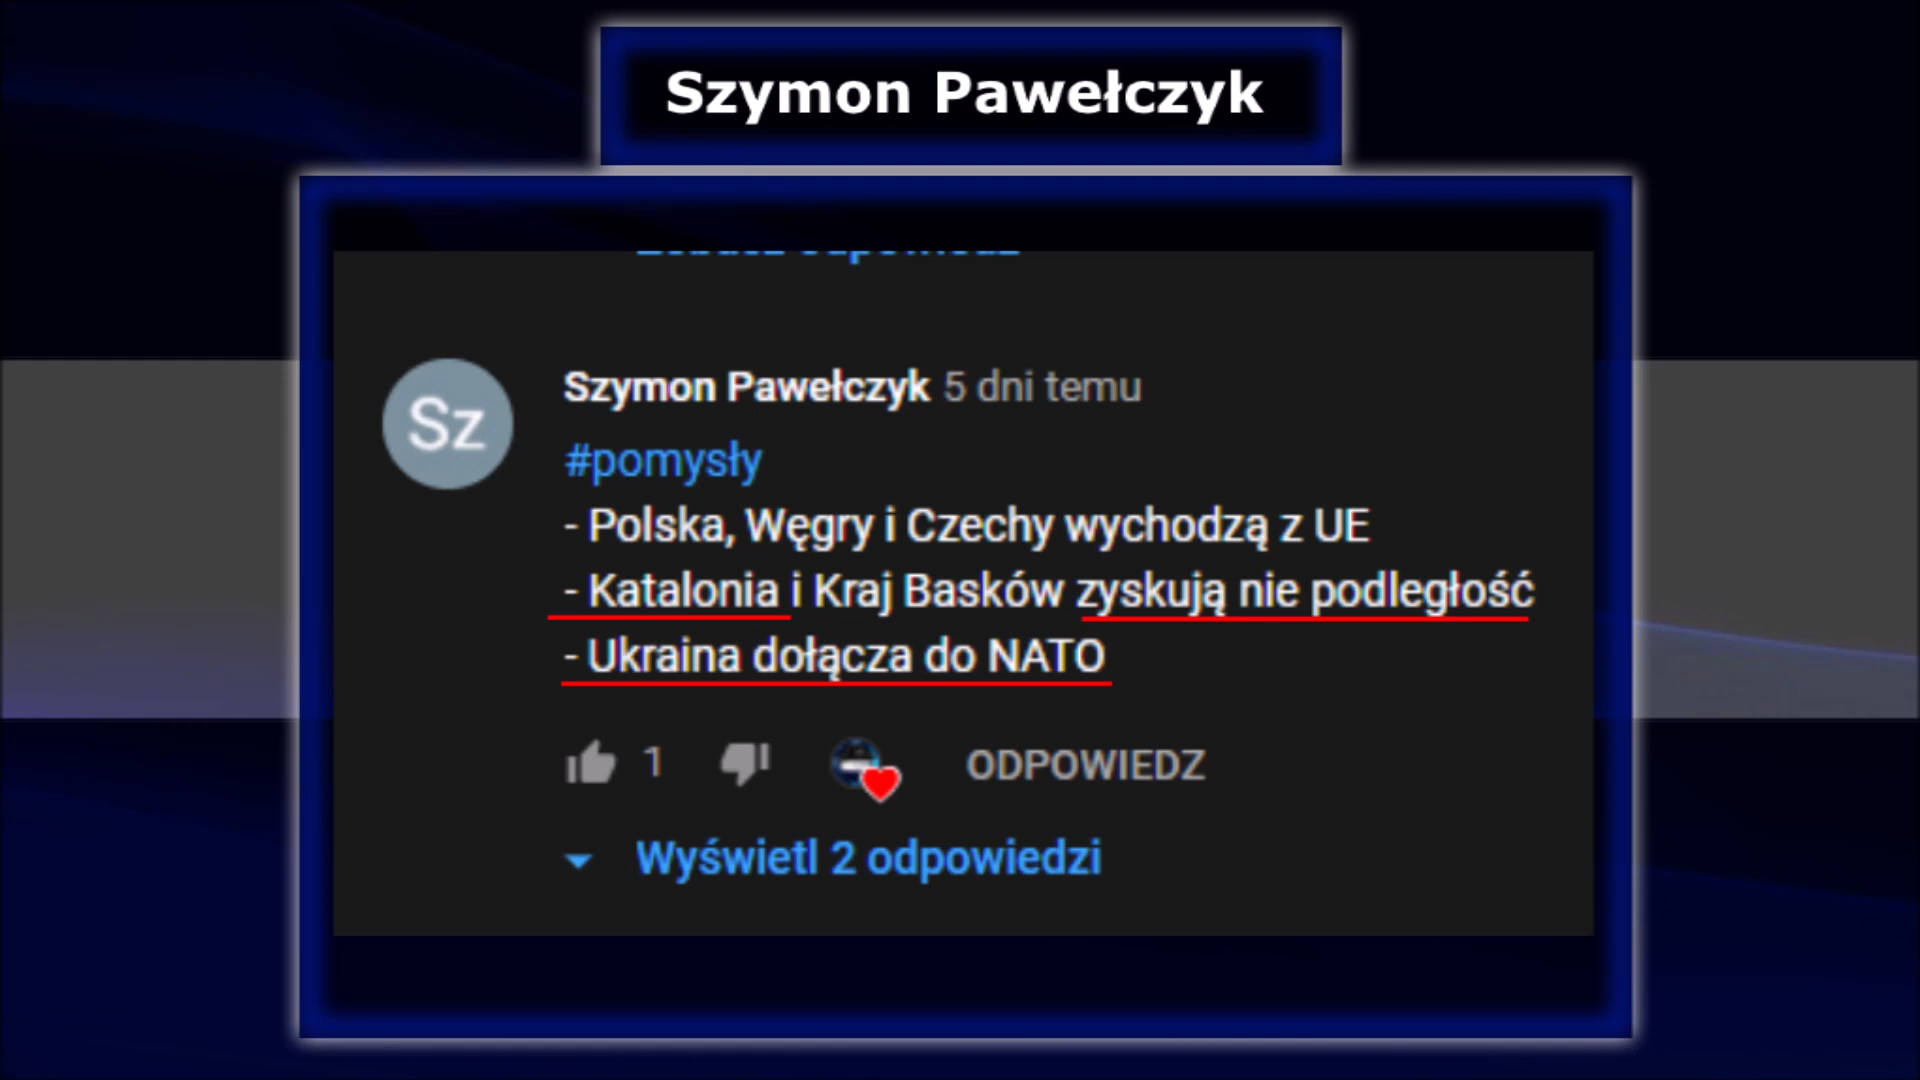 Szymon Pawełczyk
Sz
Szymon Pawełczyk 5 dni temu
#pomysły
- Polska, Węgry i Czechy wychodzą z UE
- Katalonia i Kraj Basków zyskują nie podległość
- Ukraina dołącza do NATO
1 ODPOWIEDZ
Wyświetl 2 odpowiedzi